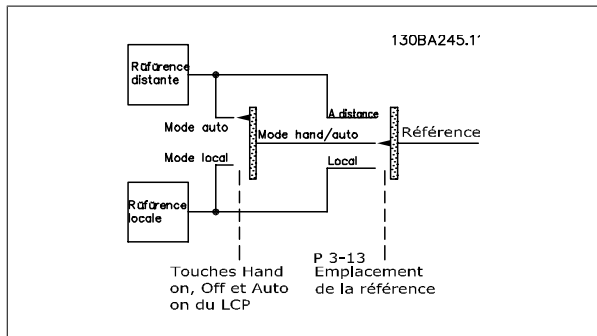 130BA245.1
Référence
distante
A distance
Mode auto
Mode hand/auto
Référence
Mode local
Local
Référence
locale
P 3-13
Touches Hand
on, Off et Auto
on du LCP
Emplacement
de la référence